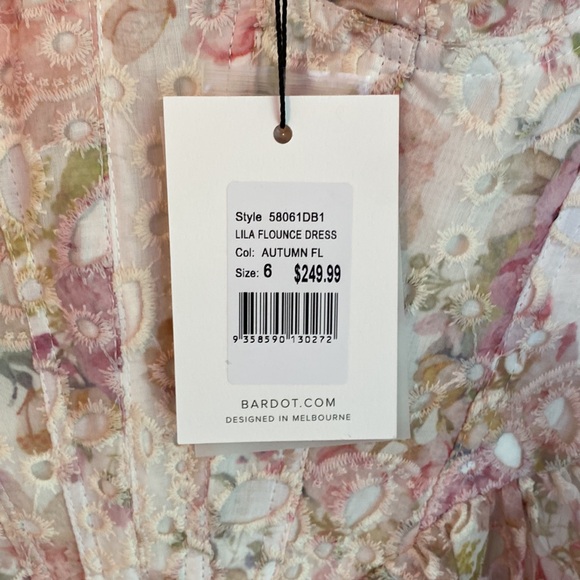 Style 58061DB1
LILA FLOUNCE DRESS
Col: AUTUMN FL
Size: 6 $249.99
9 358590 130272
BARDOT.COM
DESIGNED IN MELBOURNE